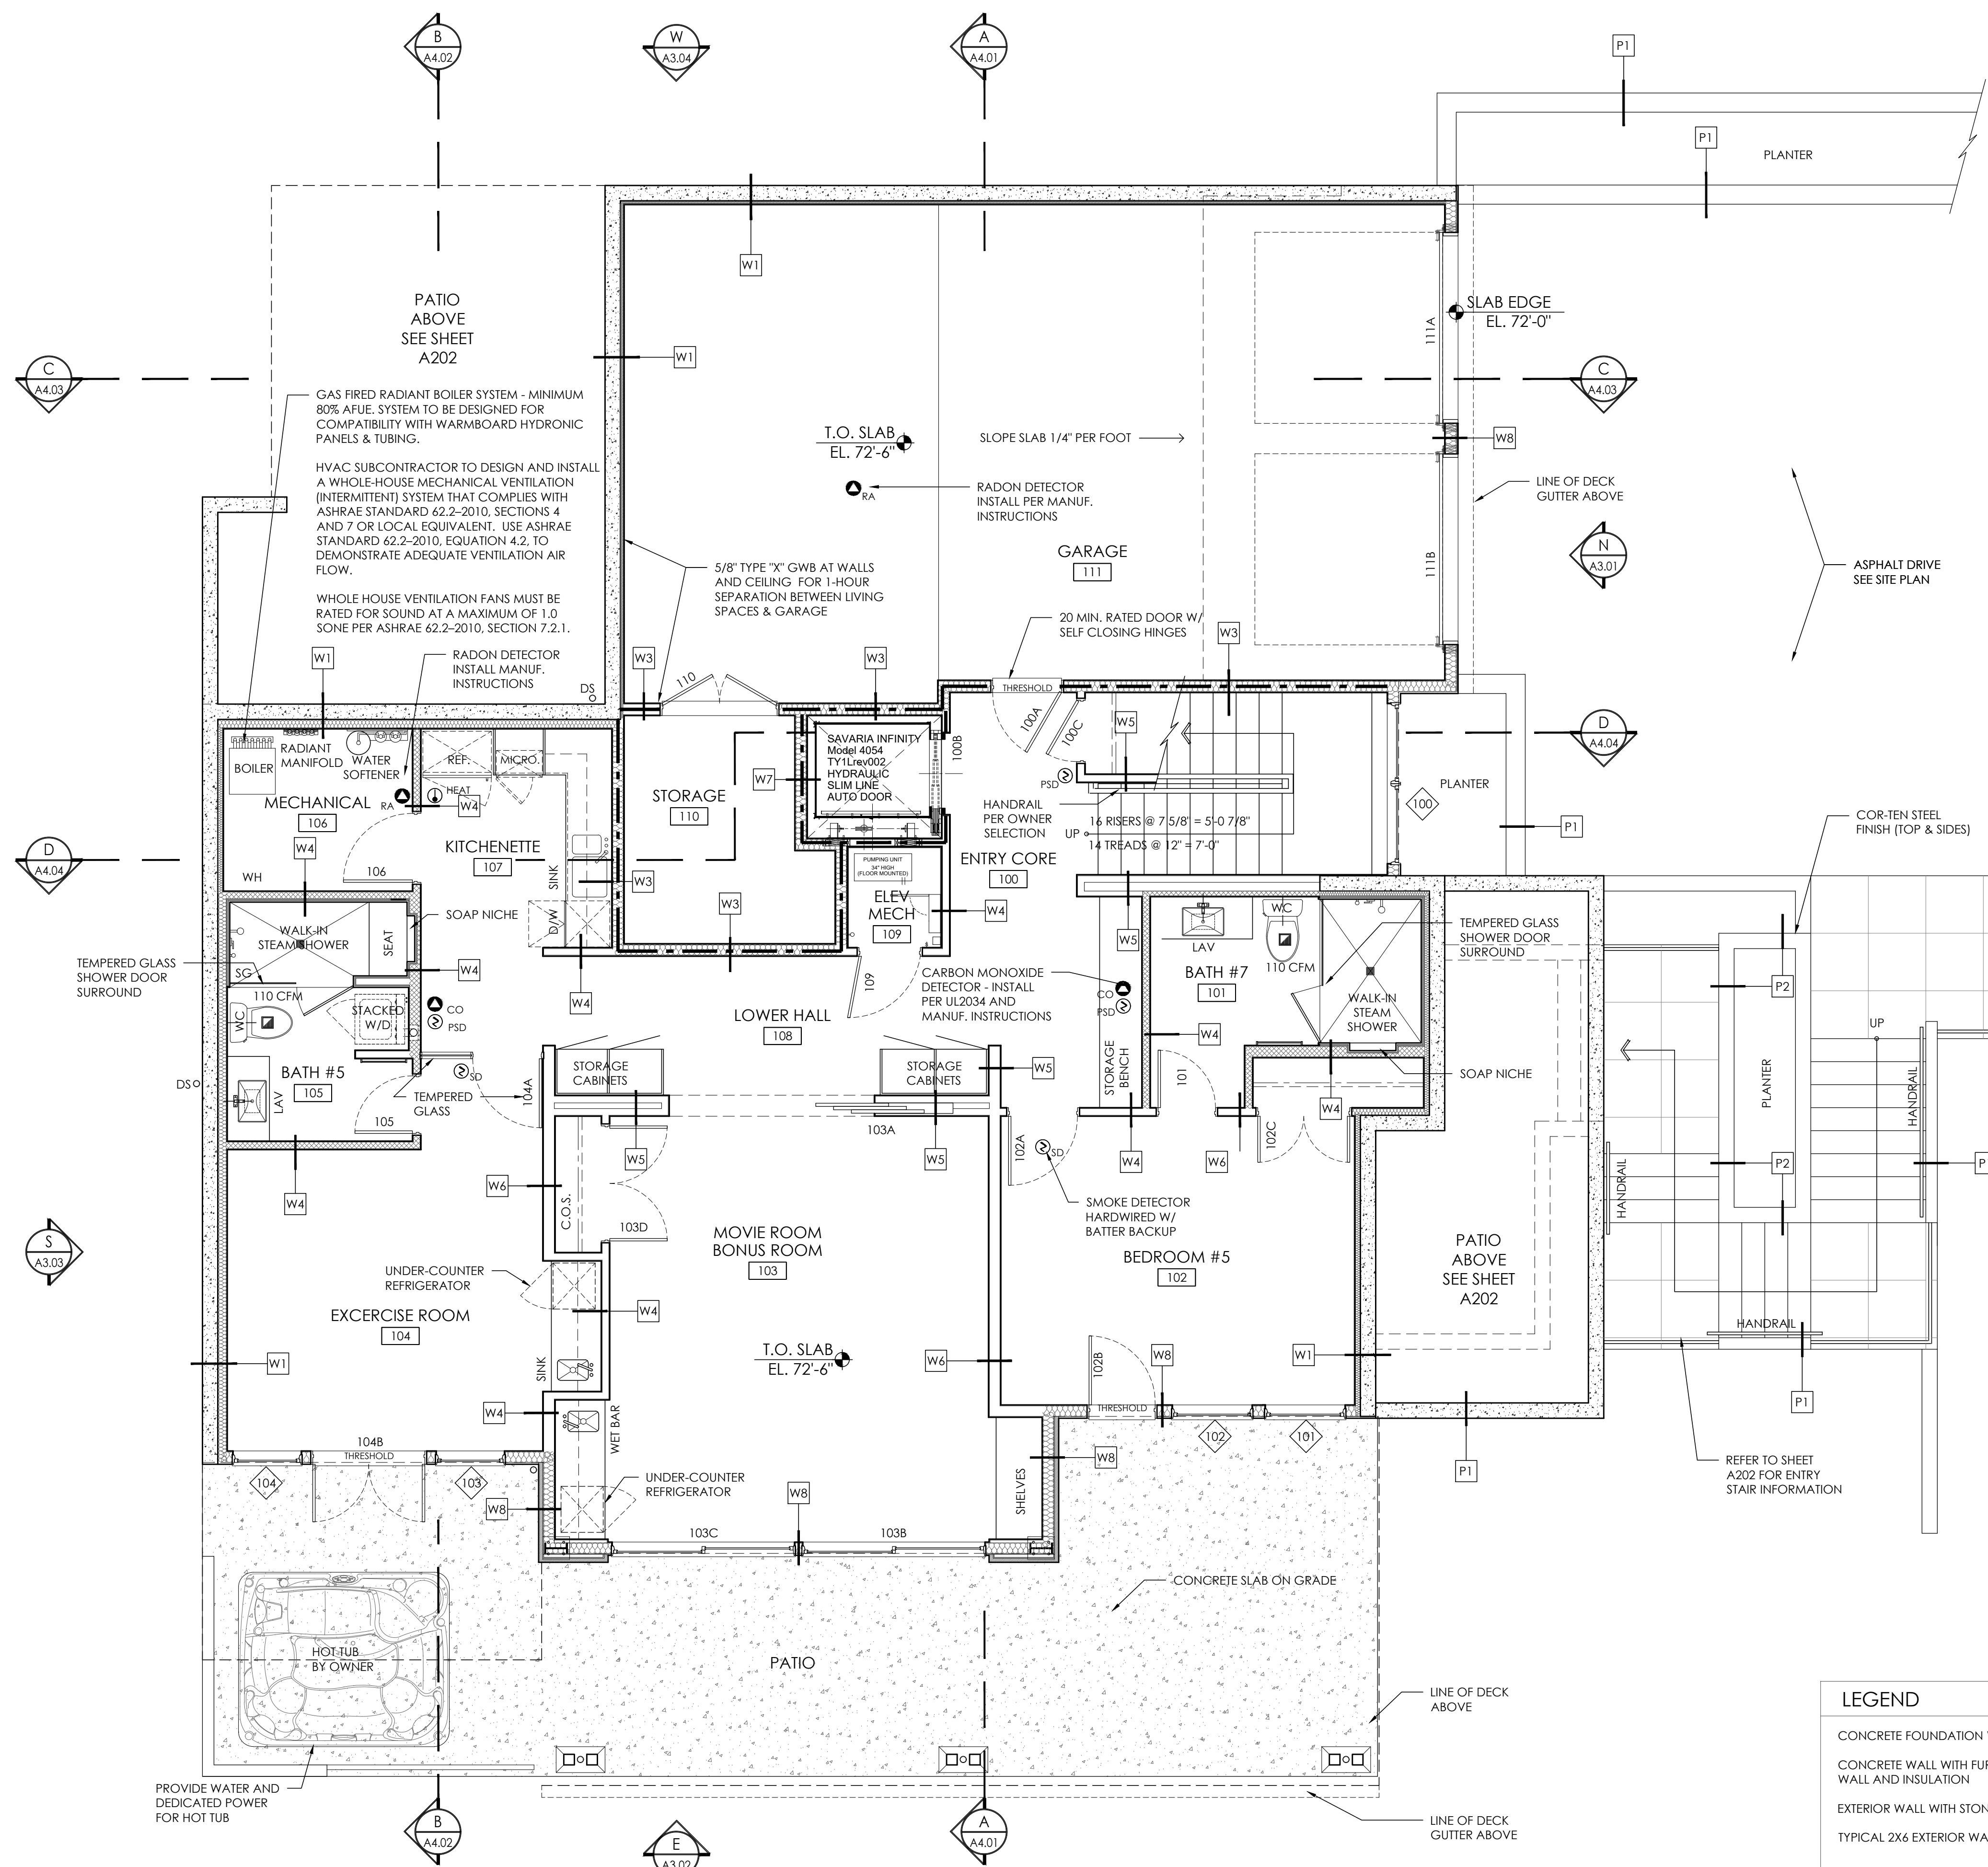 B
A4.02
W
A3.04
A
A4.01
P1
P1
PLANTER
W1
PATIO
ABOVE
SEE SHEET
A202
SLAB EDGE
EL. 72'-0"
111A
W1
C
A4.03
C
A4.03
GAS FIRED RADIANT BOILER SYSTEM - MINIMUM
80% AFUE. SYSTEM TO BE DESIGNED FOR
COMPATIBILITY WITH WARMBOARD HYDRONIC
PANELS & TUBING.
HVAC SUBCONTRACTOR TO DESIGN AND INSTALL
A WHOLE-HOUSE MECHANICAL VENTILATION
(INTERMITTENT) SYSTEM THAT COMPLIES WITH
ASHRAE STANDARD 62.2–2010, SECTIONS 4
AND 7 OR LOCAL EQUIVALENT. USE ASHRAE
STANDARD 62.2–2010, EQUATION 4.2, TO
DEMONSTRATE ADEQUATE VENTILATION AIR
FLOW.
WHOLE HOUSE VENTILATION FANS MUST BE
RATED FOR SOUND AT A MAXIMUM OF 1.0
SONE PER ASHRAE 62.2–2010, SECTION 7.2.1.
T.O. SLAB
EL. 72'-6"
SLOPE SLAB 1/4" PER FOOT
W8
RA
RADON DETECTOR
INSTALL PER MANUF.
INSTRUCTIONS
LINE OF DECK
GUTTER ABOVE
GARAGE
111
111B
N
A3.01
ASPHALT DRIVE
SEE SITE PLAN
5/8" TYPE "X" GWB AT WALLS
AND CEILING FOR 1-HOUR
SEPARATION BETWEEN LIVING
SPACES & GARAGE
20 MIN. RATED DOOR W/
SELF CLOSING HINGES
W3
W1
RADON DETECTOR
INSTALL MANUF.
INSTRUCTIONS
DS
W3
110
W3
THRESHOLD
100A
100C
W5
100B
D
A4.04
BOILER
RADIANT
MANIFOLD
WATER
SOFTENER
REF.
MICRO.
HEAT
RA
W4
MECHANICAL
106
W4
WH
106
KITCHENETTE
107
SINK
D/W
STORAGE
110
W7
SAVARIA INFINITY
Model 4054
TY1Lrev002
HYDRAULIC
SLIM LINE
AUTO DOOR
PSD
HANDRAIL
PER OWNER
SELECTION
16 RISERS @ 7 5/8' = 5'-0 7/8"
UP
14 TREADS @ 12" = 7'-0"
PLANTER
100
P1
COR-TEN STEEL
FINISH (TOP & SIDES)
D
A4.04
PUMPING UNIT
34" HIGH
(FLOOR MOUNTED)
ENTRY CORE
100
W3
W3
ELEV
MECH
109
W4
SOAP NICHE
WALK-IN
STEAM SHOWER
SEAT
SG
W4
TEMPERED GLASS
SHOWER DOOR
SURROUND
110 CFM
WC
STACKED
W/D
CO
PSD
W4
109
LOWER HALL
108
CARBON MONOXIDE
DETECTOR - INSTALL
PER UL2034 AND
MANUF. INSTRUCTIONS
CO
PSD
W5
LAV
WC
110 CFM
BATH #7
101
WALK-IN
STEAM
SHOWER
TEMPERED GLASS
SHOWER DOOR
SURROUND
P2
UP
W4
STORAGE
BENCH
DS
BATH #5
105
LAV
105
SD
TEMPERED
GLASS
104A
STORAGE
CABINETS
STORAGE
CABINETS
W5
101
SOAP NICHE
W4
PLANTER
HANDRAIL
103A
W5
W5
102A
SD
W4
W6
102C
P2
P
W4
W6
C.O.S.
103D
SMOKE DETECTOR
HARDWIRED W/
BATTER BACKUP
HANDRAIL
S
A3.03
MOVIE ROOM
BONUS ROOM
103
BEDROOM #5
102
PATIO
ABOVE
SEE SHEET
A202
UNDER-COUNTER
REFRIGERATOR
W4
EXCERCISE ROOM
104
HANDRAIL
T.O. SLAB
EL. 72'-6"
W1
SINK
W6
102B
W8
W1
P1
W4
WET BAR
THRESHOLD
102
101
104B
THRESHOLD
104
103
W8
UNDER-COUNTER
REFRIGERATOR
W8
SHELVES
W8
P1
REFER TO SHEET
A202 FOR ENTRY
STAIR INFORMATION
103C
103B
CONCRETE SLAB ON GRADE
HOT TUB
BY OWNER
PATIO
LINE OF DECK
ABOVE
PROVIDE WATER AND
DEDICATED POWER
FOR HOT TUB
B
A4.02
E
A3.02
A
A4.01
LINE OF DECK
GUTTER ABOVE
LEGEND
CONCRETE FOUNDATION
CONCRETE WALL WITH FUR
WALL AND INSULATION
EXTERIOR WALL WITH STON
TYPICAL 2X6 EXTERIOR WA